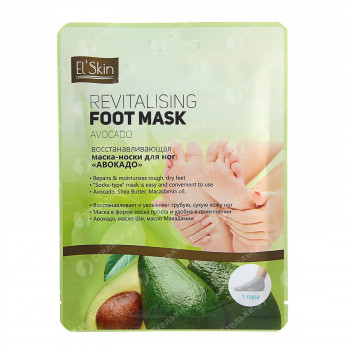 El'Skin
REVITALISING
FOOT MASK
AVOCADO
восстанавливающая
маска-носки для ног
«АВОКАДО»
• Repairs & moisturizes rough, dry feet
• "Socks-type" mask is easy and convenient to use
• Avocado, Shea Butter, Macadamia oil.
• Восстанавливает и увлажняет грубую, сухую кожу ног
• Маска в форме носка проста и удобна в применении
• Авокадо, масло Ши, масло Макадамии
1 пара